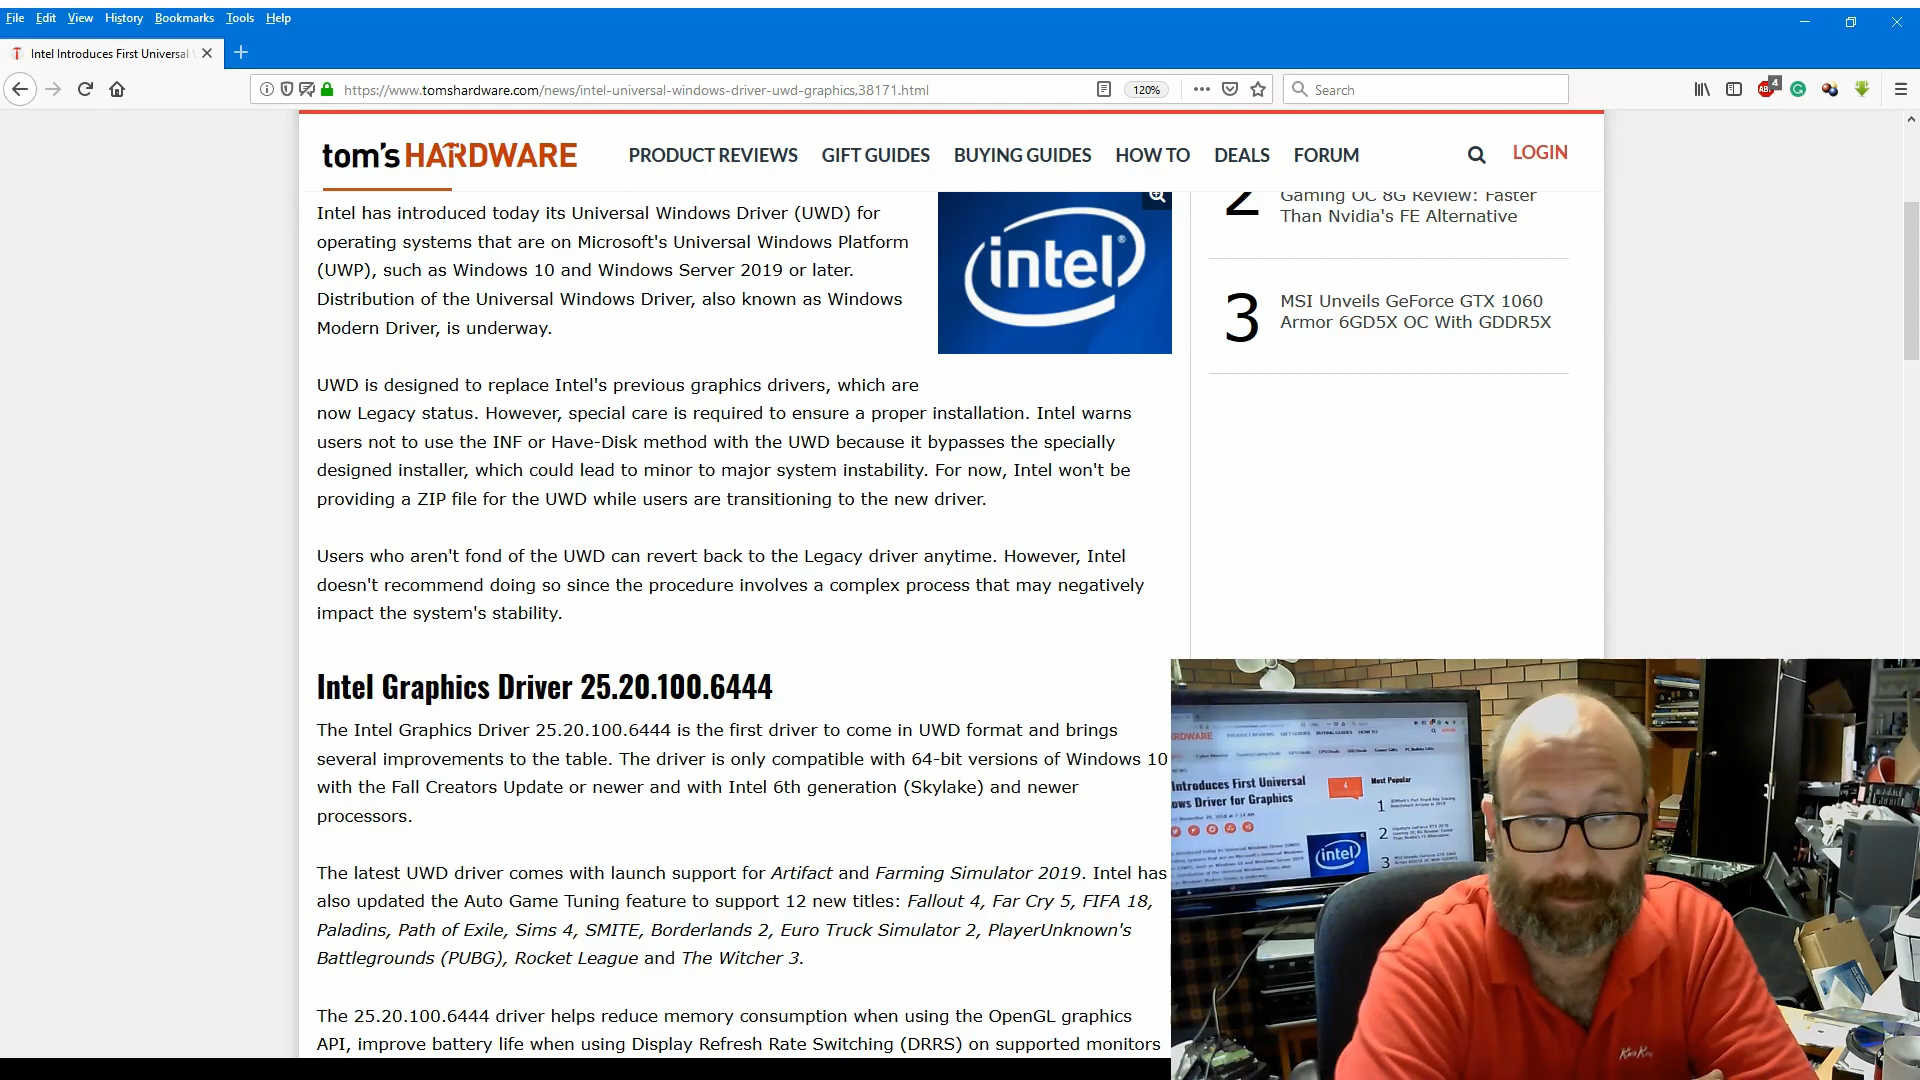 File Edit View History Bookmarks Tools Help
Intel Introduces First Universal
https://www.tomshardware.com/news/intel-universal-windows-driver-uwd-graphics,38171.html
120%
Search
4
tom's HARDWARE
PRODUCT REVIEWS GIFT GUIDES BUYING GUIDES HOW TO DEALS FORUM
LOGIN
Intel has introduced today its Universal Windows Driver (UWD) for
operating systems that are on Microsoft's Universal Windows Platform
(UWP), such as Windows 10 and Windows Server 2019 or later.
Distribution of the Universal Windows Driver, also known as Windows
Modern Driver, is underway.
intel®
2
Gaming OC 8G Review: Faster
Than Nvidia's FE Alternative
3
MSI Unveils GeForce GTX 1060
Armor 6GD5X OC With GDDR5X
UWD is designed to replace Intel's previous graphics drivers, which are
now Legacy status. However, special care is required to ensure a proper installation. Intel warns
users not to use the INF or Have-Disk method with the UWD because it bypasses the specially
designed installer, which could lead to minor to major system instability. For now, Intel won't be
providing a ZIP file for the UWD while users are transitioning to the new driver.
Users who aren't fond of the UWD can revert back to the Legacy driver anytime. However, Intel
doesn't recommend doing so since the procedure involves a complex process that may negatively
impact the system's stability.
Intel Graphics Driver 25.20.100.6444
The Intel Graphics Driver 25.20.100.6444 is the first driver to come in UWD format and brings
several improvements to the table. The driver is only compatible with 64-bit versions of Windows 10
with the Fall Creators Update or newer and with Intel 6th generation (Skylake) and newer
processors.
The latest UWD driver comes with launch support for Artifact and Farming Simulator 2019. Intel has
also updated the Auto Game Tuning feature to support 12 new titles: Fallout 4, Far Cry 5, FIFA 18,
Paladins, Path of Exile, Sims 4, SMITE, Borderlands 2, Euro Truck Simulator 2, PlayerUnknown's
Battlegrounds (PUBG), Rocket League and The Witcher 3.
The 25.20.100.6444 driver helps reduce memory consumption when using the OpenGL graphics
API, improve battery life when using Display Refresh Rate Switching (DRRS) on supported monitors
RDWARE
Introduces First Universal
ows Driver for Graphics
4
Most Popular
1
2
3
intel